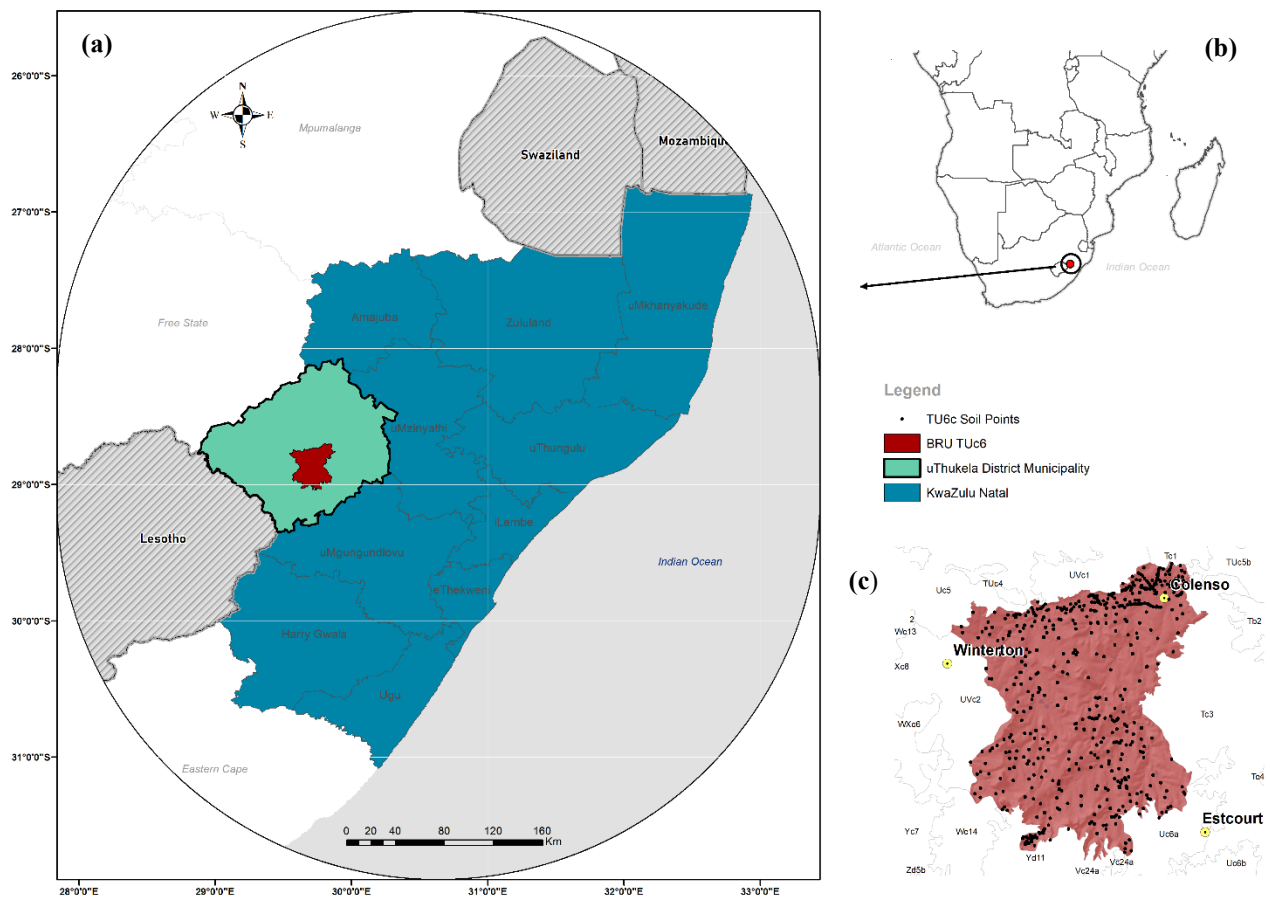 (a)
26°0'0"S
N
W
E
S
Mpumalanga
Swaziland
Mozambiqu
27°0'0"S
uMkhanyakude
Amajuba
Zululand
Free State
28°0'0"S
uMzinyathi
uThungulu
29°0'0"S
Lesotho
iLembe
uMgungundlovu
Indian Ocean
eThekwini
30°0'0"S
Harry Gwala
Ugu
31°0'0"S
Eastern Cape
0 20 40 80 120 160
Km
28°0'0"E
29°0'0"E
30°0'0"E
31°0'0"E
32°0'0"E
33°0'0"E
(b)
Atlantic Ocean
Indian Ocean
Legend
TU6c Soil Points
BRU TUc6
uThukela District Municipality
KwaZulu Natal
(c)
Tc1
TUc5b
UVc1
TUc4
Uc5
Colenso
2
Tb2
Wc13
Winterton
Xc8
UVc2
Tc3
WXc6
Tc4
Estcourt
Yc7
Wc14
Uc6a
Yd11
Vc24a
Vc24a
Uc6b
Zd5b